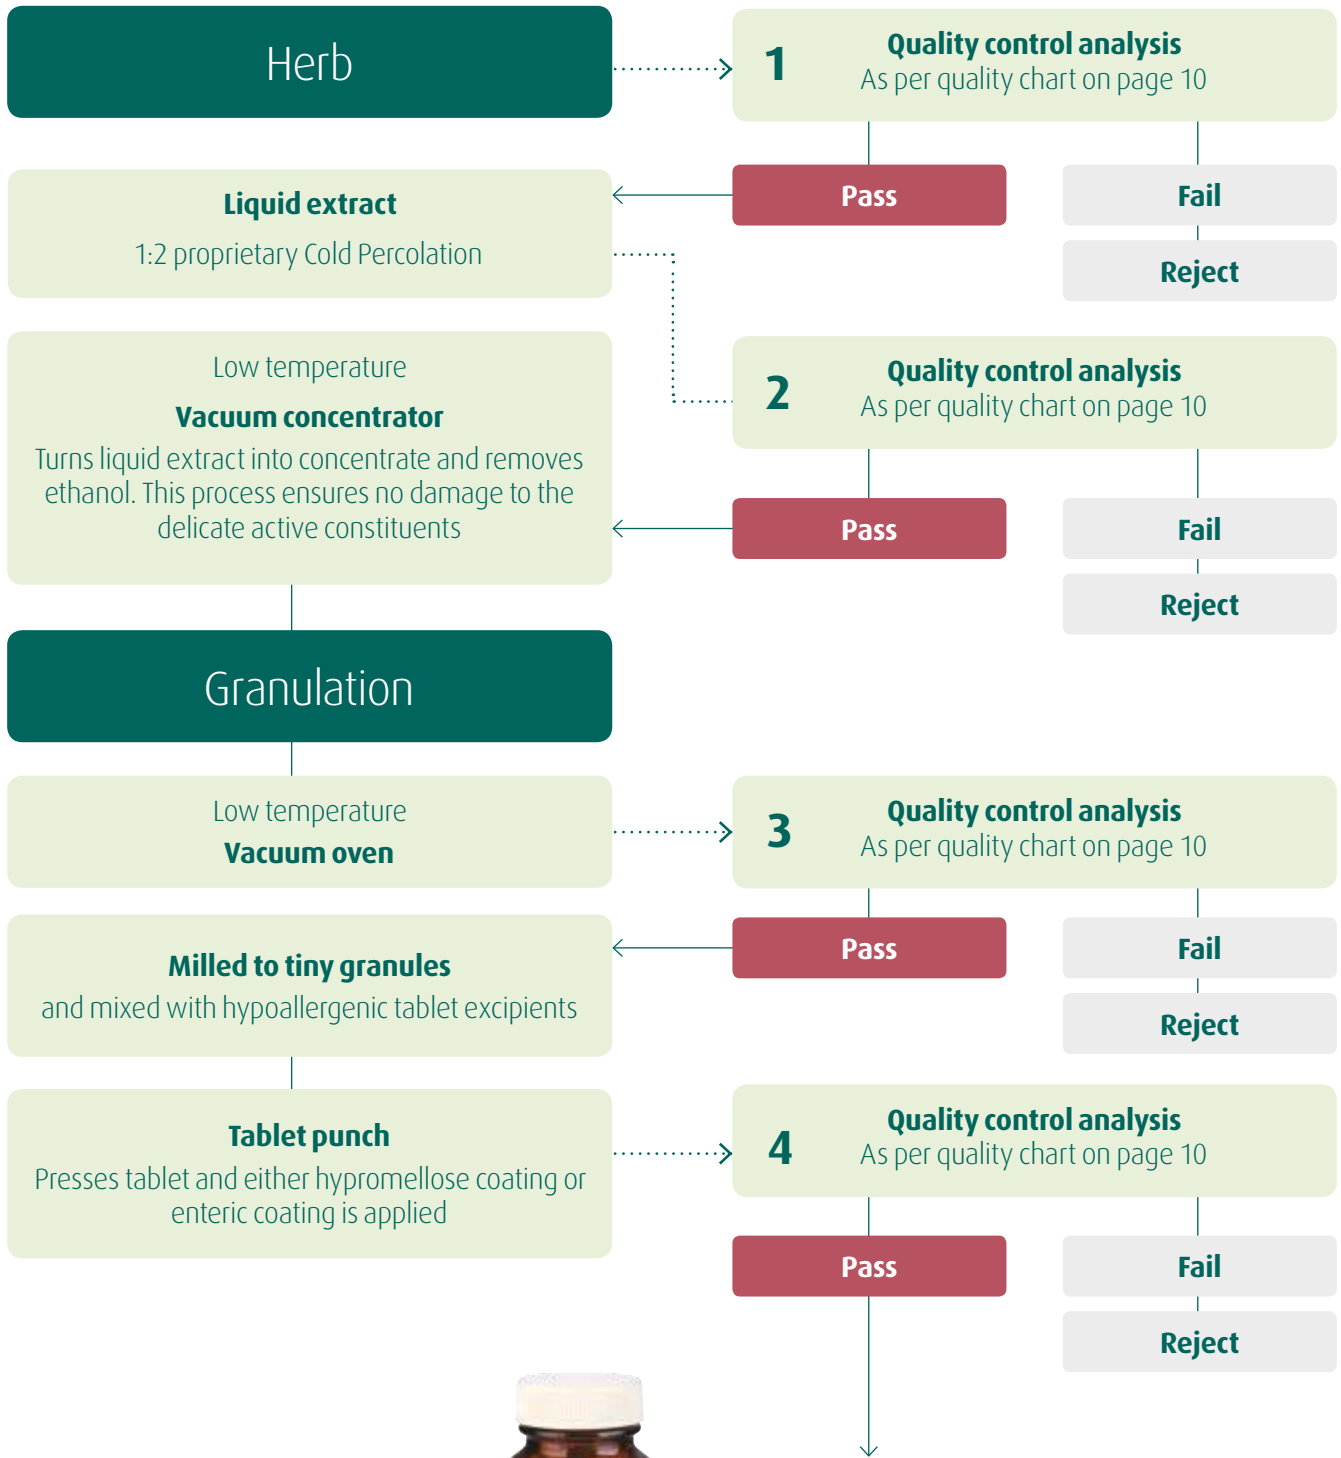 Herb
1
Quality control analysis
As per quality chart on page 10
Pass
Fail
Reject
Liquid extract
1:2 proprietary Cold Percolation
2
Quality control analysis
As per quality chart on page 10
Pass
Fail
Reject
Low temperature
Vacuum concentrator
Turns liquid extract into concentrate and removes
ethanol. This process ensures no damage to the
delicate active constituents
Granulation
Low temperature
Vacuum oven
3
Quality control analysis
As per quality chart on page 10
Pass
Fail
Reject
Milled to tiny granules
and mixed with hypoallergenic tablet excipients
Tablet punch
Presses tablet and either hypromellose coating or
enteric coating is applied
4
Quality control analysis
As per quality chart on page 10
Pass
Fail
Reject